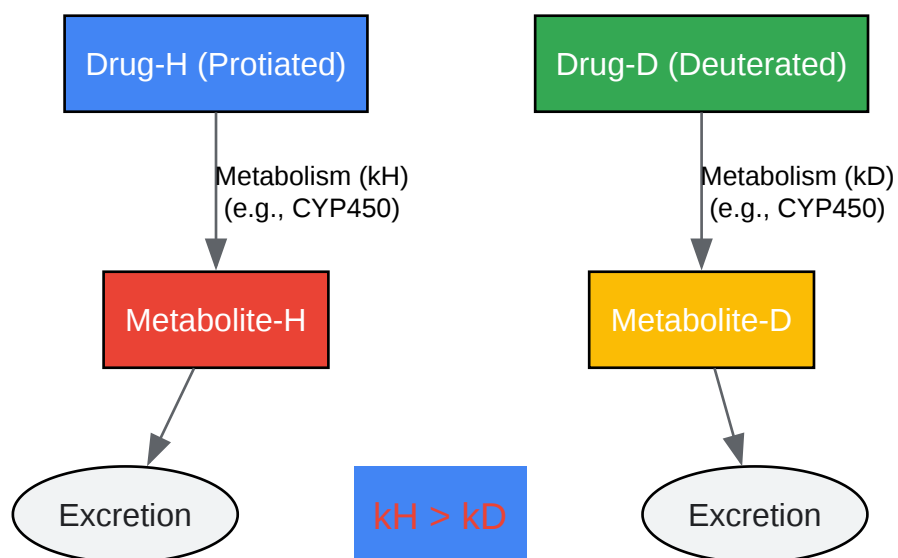 Drug-H (Protiated)
Drug-D (Deuterated)
Metabolism (kH)
(e.g., CYP450)
Metabolism (kD)
(e.g., CYP450)
Metabolite-H
Metabolite-D
Excretion
kH > kD
Excretion